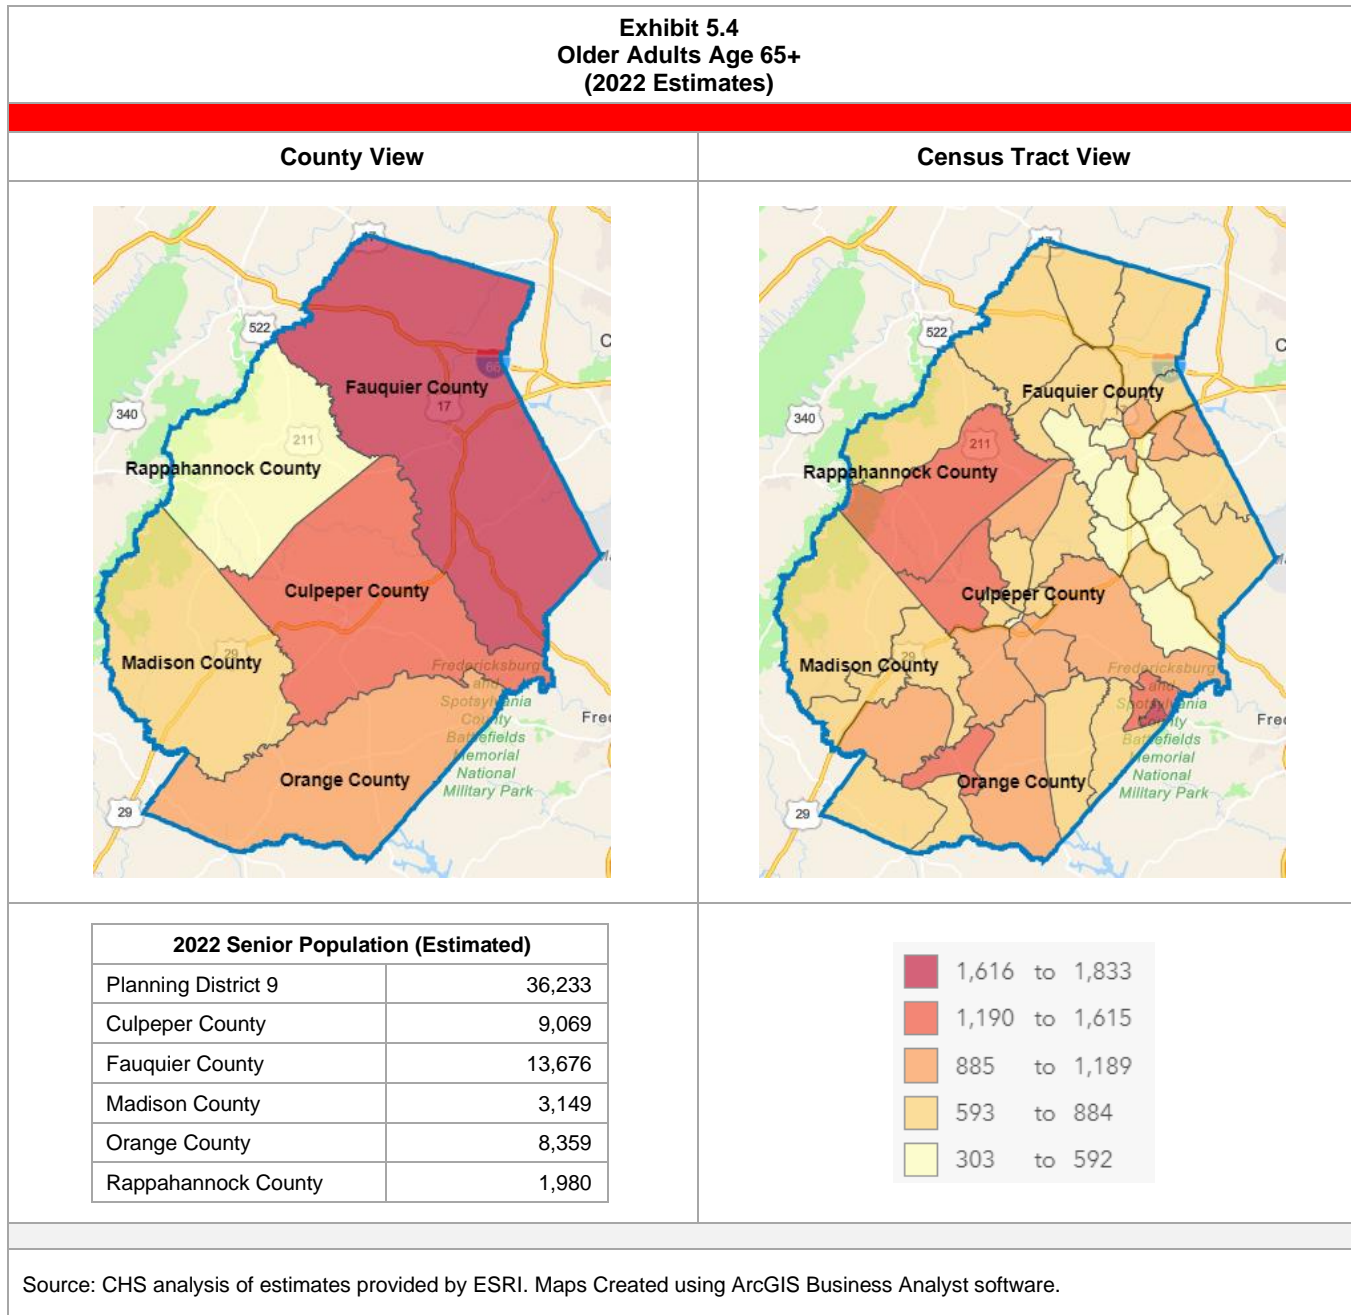 Exhibit 5.4
Older Adults Age 65+
(2022 Estimates)
County View
Census Tract View
17
522
66
Fauquier County
17
340
211
Rappahannock County
Culpeper County
29
Madison County
Fredericksburg
and
Spotsylvania
County
Battlefields
Memorial
National
Military Park
Orange County
29
522
Fauquier County
340
211
Rappahannock County
Culpeper County
29
Madison County
Fredericksburg
and
Spotsylvania
County
Battlefields
Memorial
National
Military Park
Orange County
29
2022 Senior Population (Estimated)
Planning District 9 36,233
Culpeper County 9,069
Fauquier County 13,676
Madison County 3,149
Orange County 8,359
Rappahannock County 1,980
1,616 to 1,833
1,190 to 1,615
885 to 1,189
593 to 884
303 to 592
Source: CHS analysis of estimates provided by ESRI. Maps Created using ArcGIS Business Analyst software.